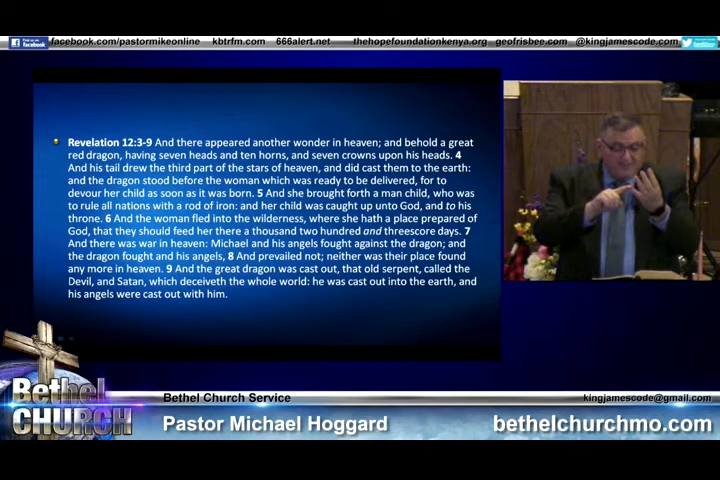 Find us on
facebook
facebook.com/pastormikeonline kbtrfm.com 666alert.net thehopefoundationkenya.org geofrisbee.com @kingjamescode.com twitter
Revelation 12:3-9 And there appeared another wonder in heaven; and behold a great
red dragon, having seven heads and ten horns, and seven crowns upon his heads. 4
And his tail drew the third part of the stars of heaven, and did cast them to the earth:
and the dragon stood before the woman which was ready to be delivered, for to
devour her child as soon as it was born. 5 And she brought forth a man child, who was
to rule all nations with a rod of iron: and her child was caught up unto God, and to his
throne. 6 And the woman fled into the wilderness, where she hath a place prepared of
God, that they should feed her there a thousand two hundred and threescore days. 7
And there was war in heaven: Michael and his angels fought against the dragon; and
the dragon fought and his angels, 8 And prevailed not; neither was their place found
any more in heaven. 9 And the great dragon was cast out, that old serpent, called the
Devil, and Satan, which deceiveth the whole world: he was cast out into the earth, and
his angels were cast out with him.
Bethel
CHURCH
Bethel Church Service
kingjamescode@gmail.com
Pastor Michael Hoggard
bethelchurchmo.com